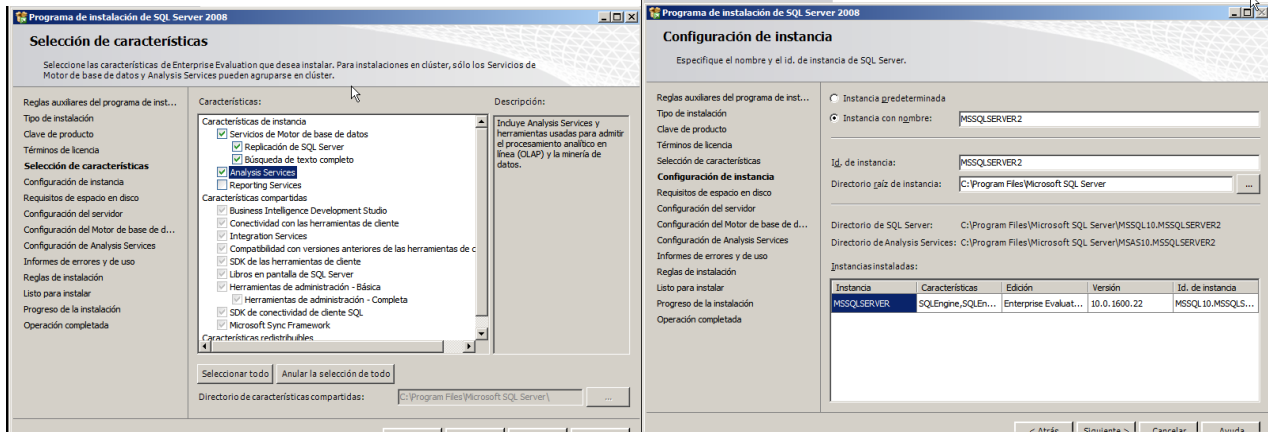 Programa de instalación de SQL Server 2008
Selección de características
Seleccione las características de Enterprise Evaluation que desea instalar. Para instalaciones en clúster, sólo los Servicios de
Motor de base de datos y Analysis Services pueden agruparse en clúster.
Reglas auxiliares del programa de inst...
Tipo de instalación
Clave de producto
Términos de licencia
Selección de características
Configuración de instancia
Requisitos de espacio en disco
Configuración del servidor
Configuración del Motor de base de d...
Configuración de Analysis Services
Informes de errores y de uso
Reglas de instalación
Listo para instalar
Progreso de la instalación
Operación completada
Características:
Características de instancia
Servicios de Motor de base de datos
Replicación de SQL Server
Búsqueda de texto completo
Analysis Services
Reporting Services
Características compartidas
Business Intelligence Development Studio
Conectividad con las herramientas de cliente
Integration Services
Compatibilidad con versiones anteriores de las herramientas de c
SDK de las herramientas de cliente
Libros en pantalla de SQL Server
Herramientas de administración - Básica
Herramientas de administración - Completa
SDK de conectividad de cliente SQL
Microsoft Sync Framework
Características redistribuibles
Descripción:
Incluye Analysis Services y
herramientas usadas para admitir
el procesamiento analítico en
línea (OLAP) y la minería de
datos.
Seleccionar todo
Anular la selección de todo
Directorio de características compartidas:
C:\Program Files\Microsoft SQL Server\
...
Programa de instalación de SQL Server 2008
Configuración de instancia
Especifique el nombre y el id. de instancia de SQL Server.
Reglas auxiliares del programa de inst...
Tipo de instalación
Clave de producto
Términos de licencia
Selección de características
Configuración de instancia
Requisitos de espacio en disco
Configuración del servidor
Configuración del Motor de base de d...
Configuración de Analysis Services
Informes de errores y de uso
Reglas de instalación
Listo para instalar
Progreso de la instalación
Operación completada
Instancia predeterminada
Instancia con nombre:
MSSQLSERVER2
Id. de instancia:
MSSQLSERVER2
Directorio raíz de instancia:
C:\Program Files\Microsoft SQL Server
...
Directorio de SQL Server: C:\Program Files\Microsoft SQL Server\MSSQL10.MSSQLSERVER2
Directorio de Analysis Services: C:\Program Files\Microsoft SQL Server\MSAS10.MSSQLSERVER2
Instancias instaladas:
Instancia Características Edición Versión Id. de instancia
MSSQLSERVER SQLEngine,SQLEn... Enterprise Evaluat... 10.0.1600.22 MSSQL10.MSSQLS...
< Atrás
Siguiente >
Cancelar
Ayuda